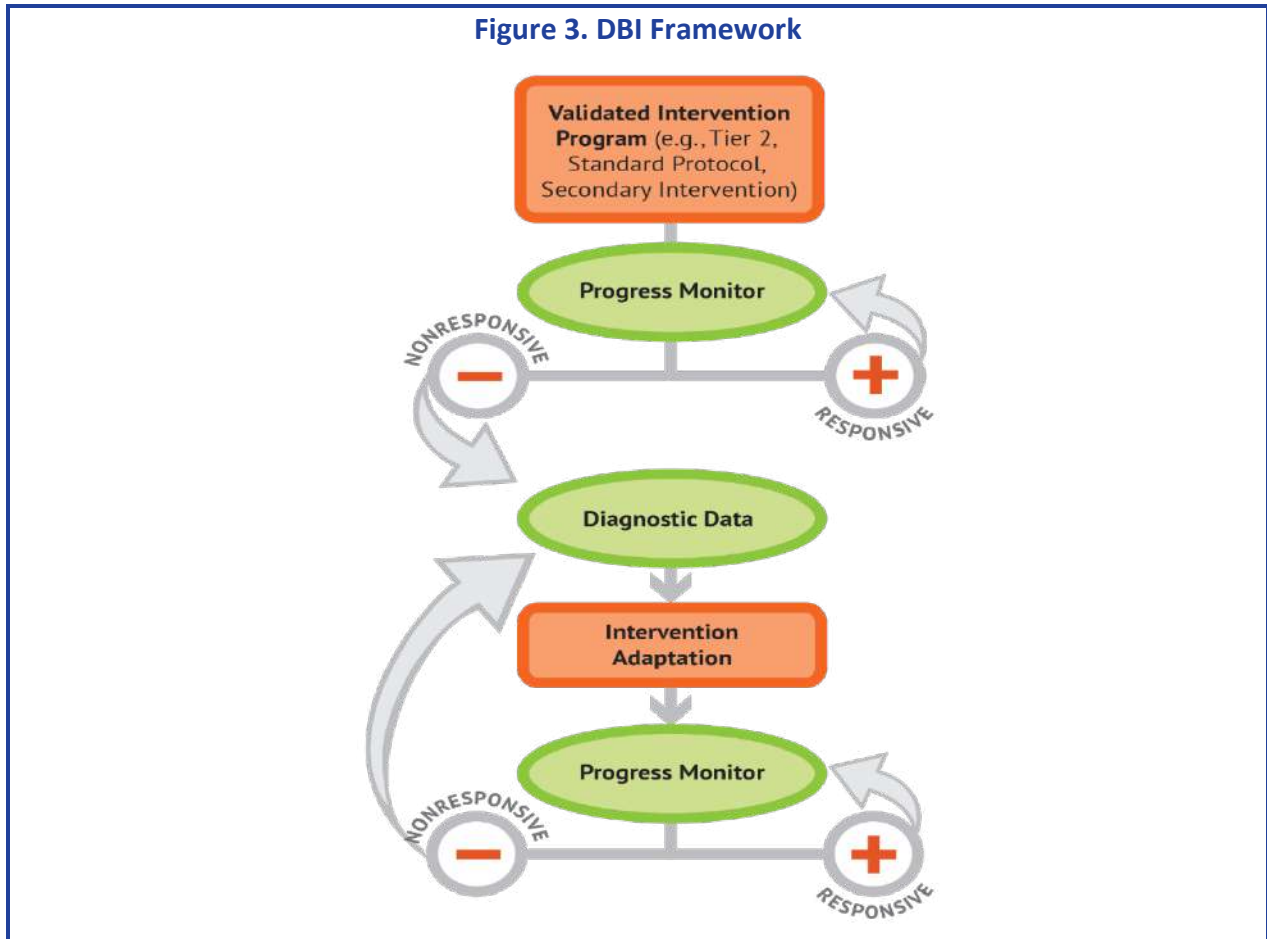 Figure 3. DBI Framework
Validated Intervention
Program (e.g., Tier 2,
Standard Protocol,
Secondary Intervention)
Progress Monitor
NONRESPONSIVE
RESPONSIVE
Diagnostic Data
Intervention
Adaptation
Progress Monitor
NONRESPONSIVE
RESPONSIVE